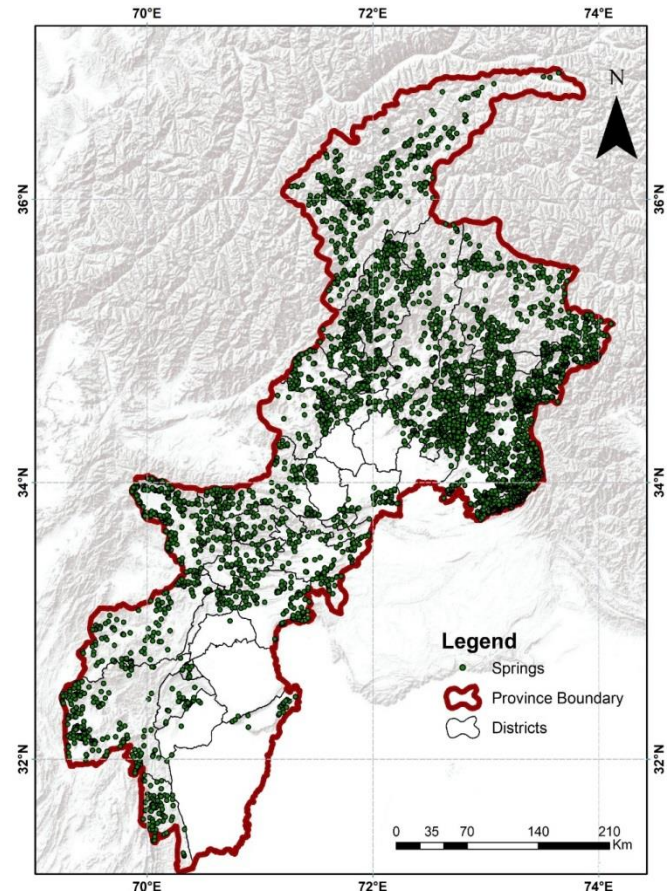 70°E 72°E 74°E
N
36°N 36°N
34°N 34°N
Legend
Springs
Province Boundary
Districts
32°N 32°N
0 35 70 140 210
Km
70°E 72°E 74°E